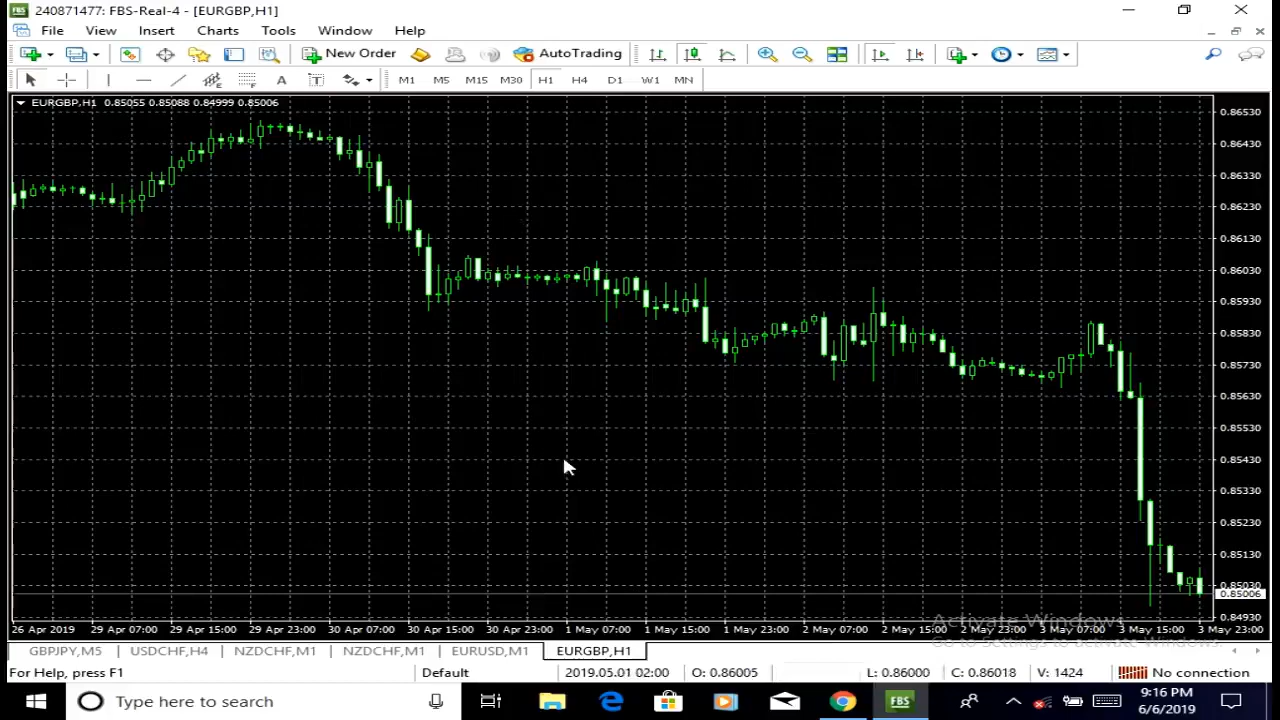 240871477: FBS-Real-4 - [EURGBP,H1]
File View Insert Charts Tools Window Help
New Order AutoTrading
A T M1 M5 M15 M30 H1 H4 D1 W1 MN
EURGBP,H1 0.85055 0.85088 0.84999 0.85006
0.86530
0.86430
0.86330
0.86230
0.86130
0.86030
0.85930
0.85830
0.85730
0.85630
0.85530
0.85430
0.85330
0.85230
0.85130
0.85030
0.85006
0.84930
26 Apr 2019 29 Apr 07:00 29 Apr 15:00 29 Apr 23:00 30 Apr 07:00 30 Apr 15:00 30 Apr 23:00 1 May 07:00 1 May 15:00 1 May 23:00 2 May 07:00 2 May 15:00 2 May 23:00 3 May 07:00 3 May 15:00 3 May 23:00
Activate Windows
Go to Settings to activate Windows.
GBPJPY,M5 USDCHF,H4 NZDCHF,M1 NZDCHF,M1 EURUSD,M1 EURGBP,H1
For Help, press F1 Default 2019.05.01 02:00 O: 0.86005 L: 0.86000 C: 0.86018 V: 1424 No connection
Type here to search
FBS
9:16 PM
6/6/2019